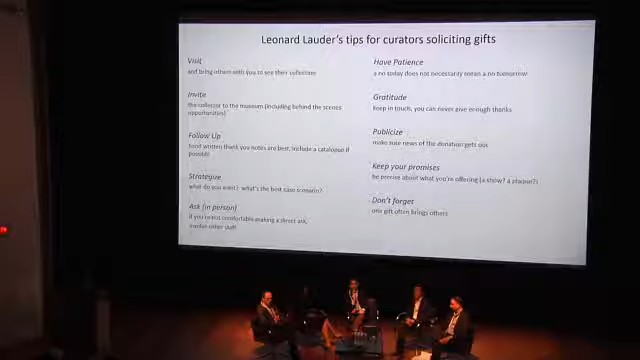 Leonard Lauder's tips for curators soliciting gifts
Visit
and bring others with you to see their collections
Invite
the collector to the museum (including behind the scenes
opportunities)
Follow Up
hand written thank you notes are best, include a catalogue if
possible
Strategize
what do you want? what's the best case scenario?
Ask (in person)
if you're not comfortable making a direct ask,
involve other staff
Have Patience
a no today does not necessarily mean a no tomorrow
Gratitude
keep in touch, you can never give enough thanks
Publicize
make sure news of the donation gets out
Keep your promises
be precise about what you're offering (a show? a plaque?)
Don't forget
one gift often brings others